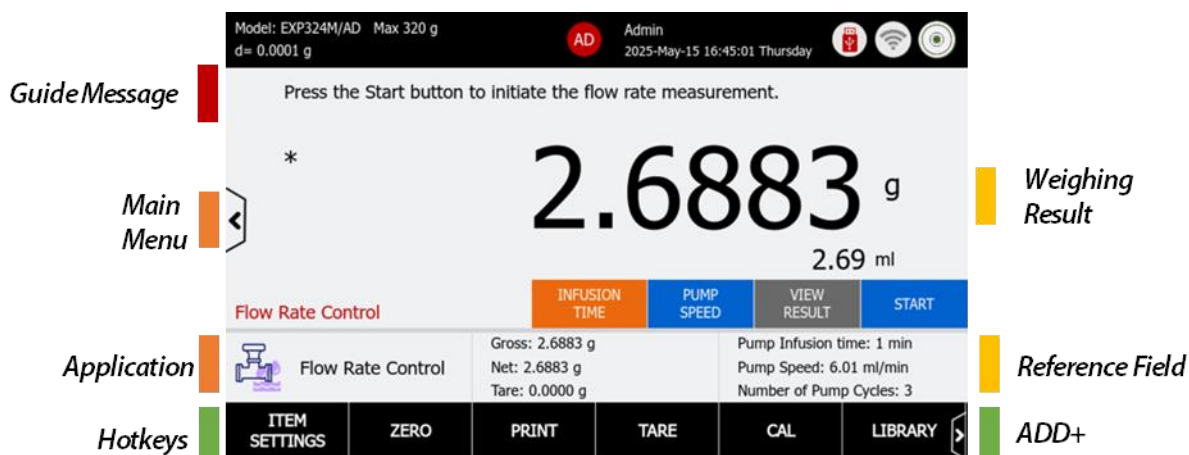 Model: EXP324M/AD Max 320 g
d= 0.0001 g
AD
Admin
2025-May-15 16:45:01 Thursday
Guide Message
Press the Start button to initiate the flow rate measurement.
*
2.6883 g
Main
Menu
Weighing
Result
2.69 ml
Flow Rate Control
INFUSION
TIME
PUMP
SPEED
VIEW
RESULT
START
Application
Flow Rate Control
Gross: 2.6883 g
Net: 2.6883 g
Tare: 0.0000 g
Pump Infusion time: 1 min
Pump Speed: 6.01 ml/min
Number of Pump Cycles: 3
Reference Field
Hotkeys
ITEM
SETTINGS
ZERO
PRINT
TARE
CAL
LIBRARY
ADD+